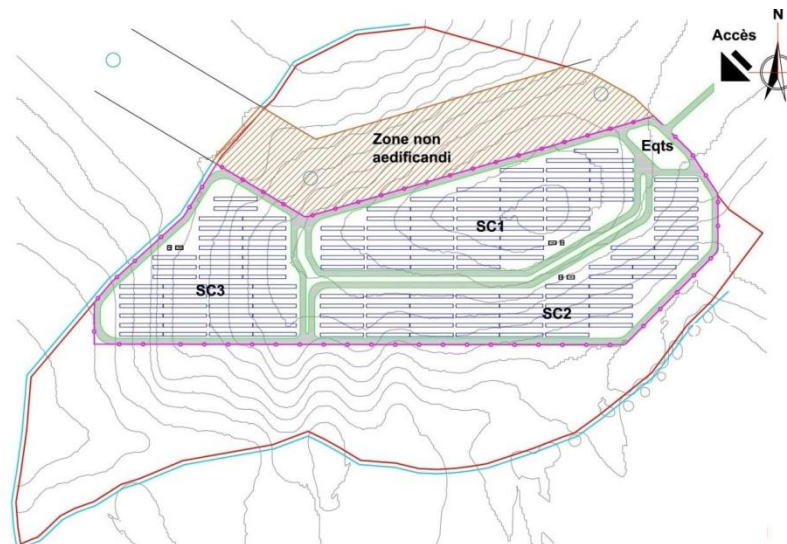 N
Accès
Zone non
aedificandi
Eqts
SC1
SC3
SC2